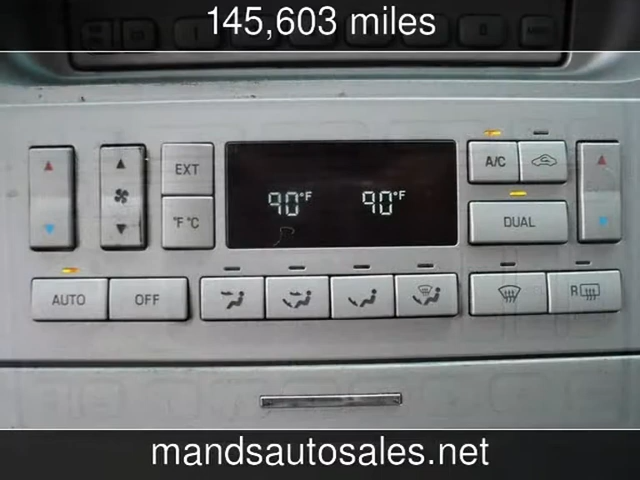 145,603 miles
EXT
A/C
90°F 90°F
°F °C
DUAL
AUTO
OFF
R
mandsautosales.net